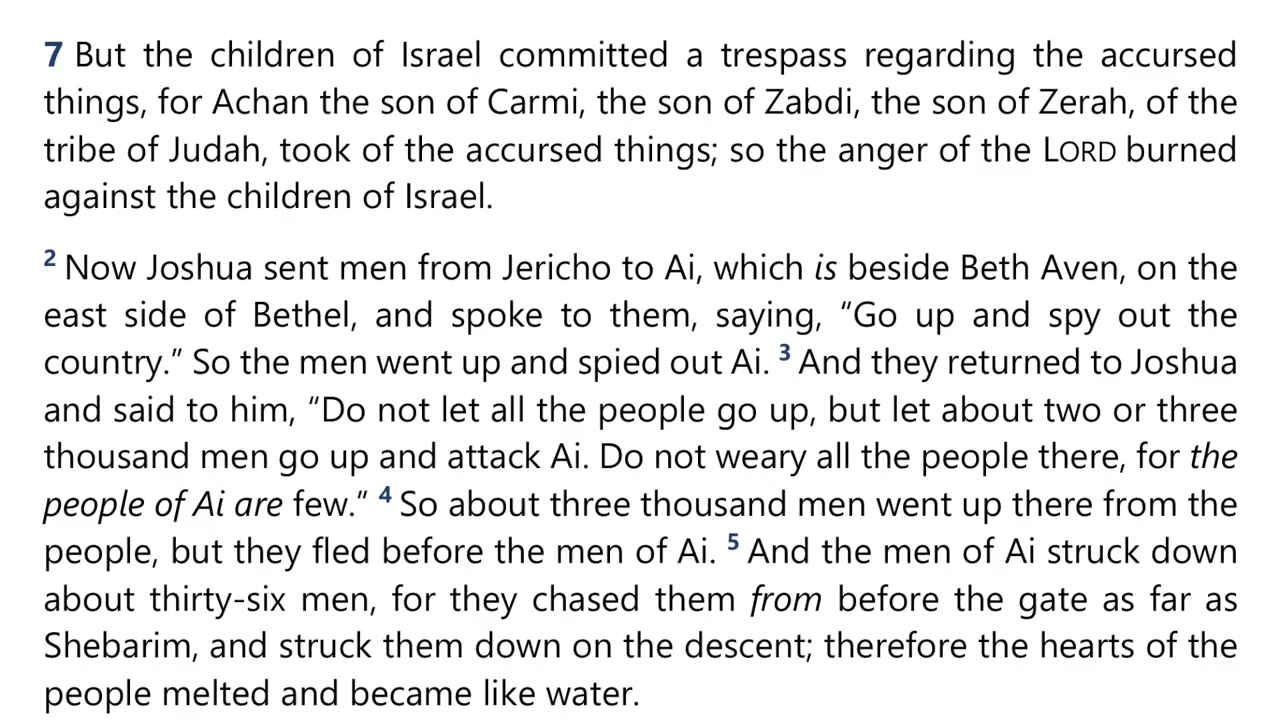 7 But the children of Israel committed a trespass regarding the accursed
things, for Achan the son of Carmi, the son of Zabdi, the son of Zerah, of the
tribe of Judah, took of the accursed things; so the anger of the LORD burned
against the children of Israel.
2 Now Joshua sent men from Jericho to Ai, which is beside Beth Aven, on the
east side of Bethel, and spoke to them, saying, “Go up and spy out the
country.” So the men went up and spied out Ai. 3 And they returned to Joshua
and said to him, “Do not let all the people go up, but let about two or three
thousand men go up and attack Ai. Do not weary all the people there, for the
people of Ai are few.” 4 So about three thousand men went up there from the
people, but they fled before the men of Ai. 5 And the men of Ai struck down
about thirty-six men, for they chased them from before the gate as far as
Shebarim, and struck them down on the descent; therefore the hearts of the
people melted and became like water.